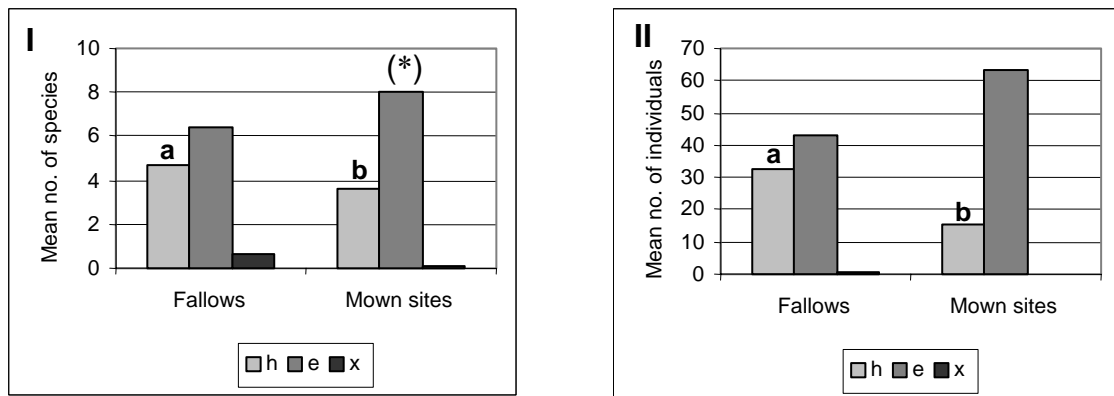 I
Mean no. of species
10
8
6
4
2
0
a
b
(*)
Fallows
Mown sites
h e x
II
Mean no. of individuals
70
60
50
40
30
20
10
0
a
b
Fallows
Mown sites
h e x